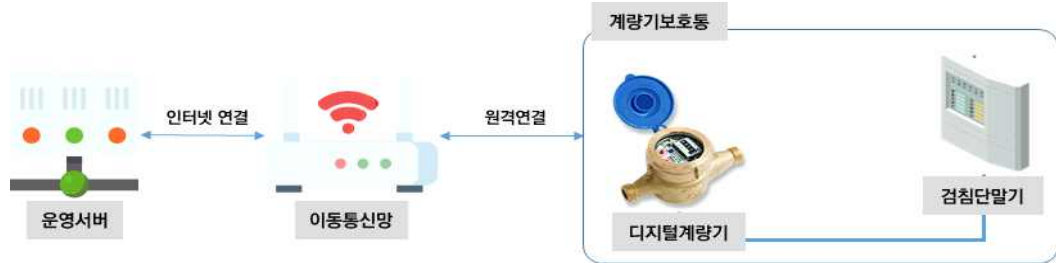 계량기보호통
인터넷 연결
원격연결
운영서버
이동통신망
디지털계량기
검침단말기